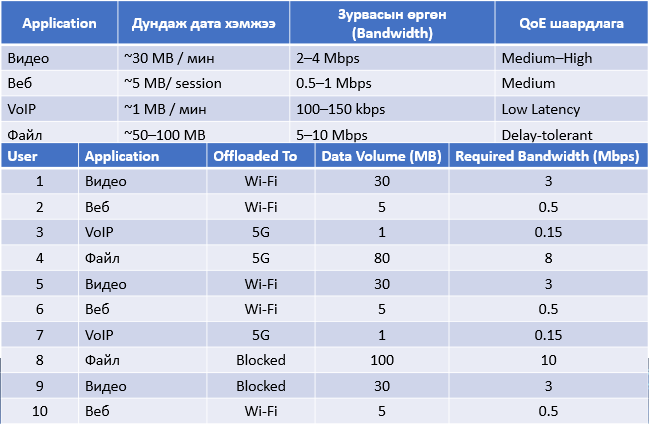 Application Дундаж дата хэмжээ Зурвасын өргөн (Bandwidth) QoE шаардлага
Видео ~30 MB / мин 2–4 Mbps Medium–High
Веб ~5 MB/ session 0.5–1 Mbps Medium
VoIP ~1 MB / мин 100–150 kbps Low Latency
Файл ~50–100 MB 5–10 Mbps Delay-tolerant
User Application Offloaded To Data Volume (MB) Required Bandwidth (Mbps)
1 Видео Wi-Fi 30 3
2 Веб Wi-Fi 5 0.5
3 VoIP 5G 1 0.15
4 Файл 5G 80 8
5 Видео Wi-Fi 30 3
6 Веб Wi-Fi 5 0.5
7 VoIP 5G 1 0.15
8 Файл Blocked 100 10
9 Видео Blocked 30 3
10 Веб Wi-Fi 5 0.5